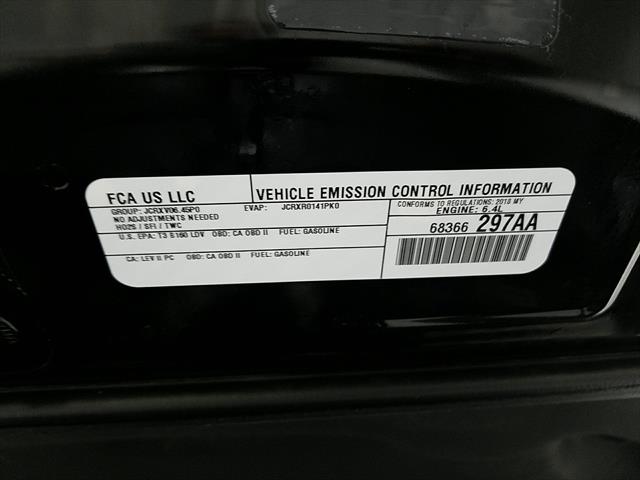 FCA US LLC
VEHICLE EMISSION CONTROL INFORMATION
GROUP: JCRXV06.45P0 EVAP: JCRXR0141PK0
NO ADJUSTMENTS NEEDED
HO2S / SFI / TWC
CONFORMS TO REGULATIONS: 2018 MY
ENGINE: 6.4L
U.S. EPA: T3 B160 LDV OBD: CA OBD II FUEL: GASOLINE
68366 297AA
CA: LEV II PC OBD: CA OBD II FUEL: GASOLINE